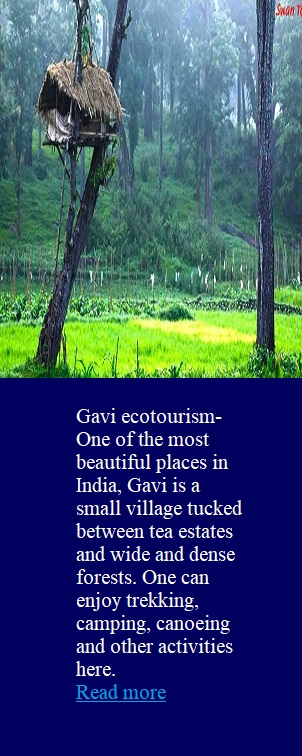 Swan
Gavi ecotourism-
One of the most
beautiful places in
India, Gavi is a
small village tucked
between tea estates
and wide and dense
forests. One can
enjoy trekking,
camping, canoeing
and other activities
here.
Read more